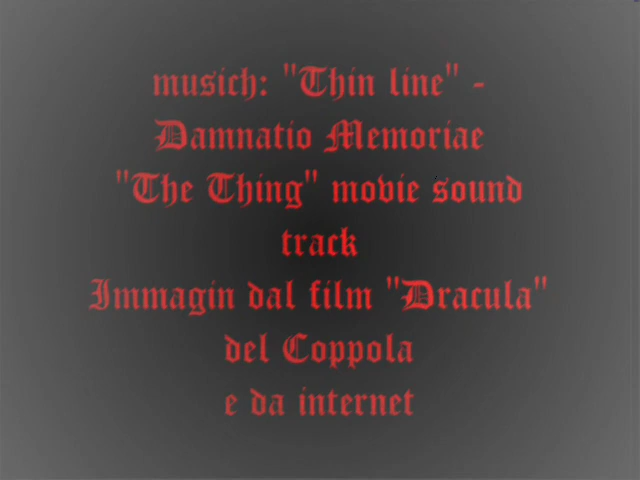 musich: "Thin line" -
Damnatio Memoriae
"The Thing" movie sound
track
Immagin dal film "Dracula"
del Coppola
e da internet